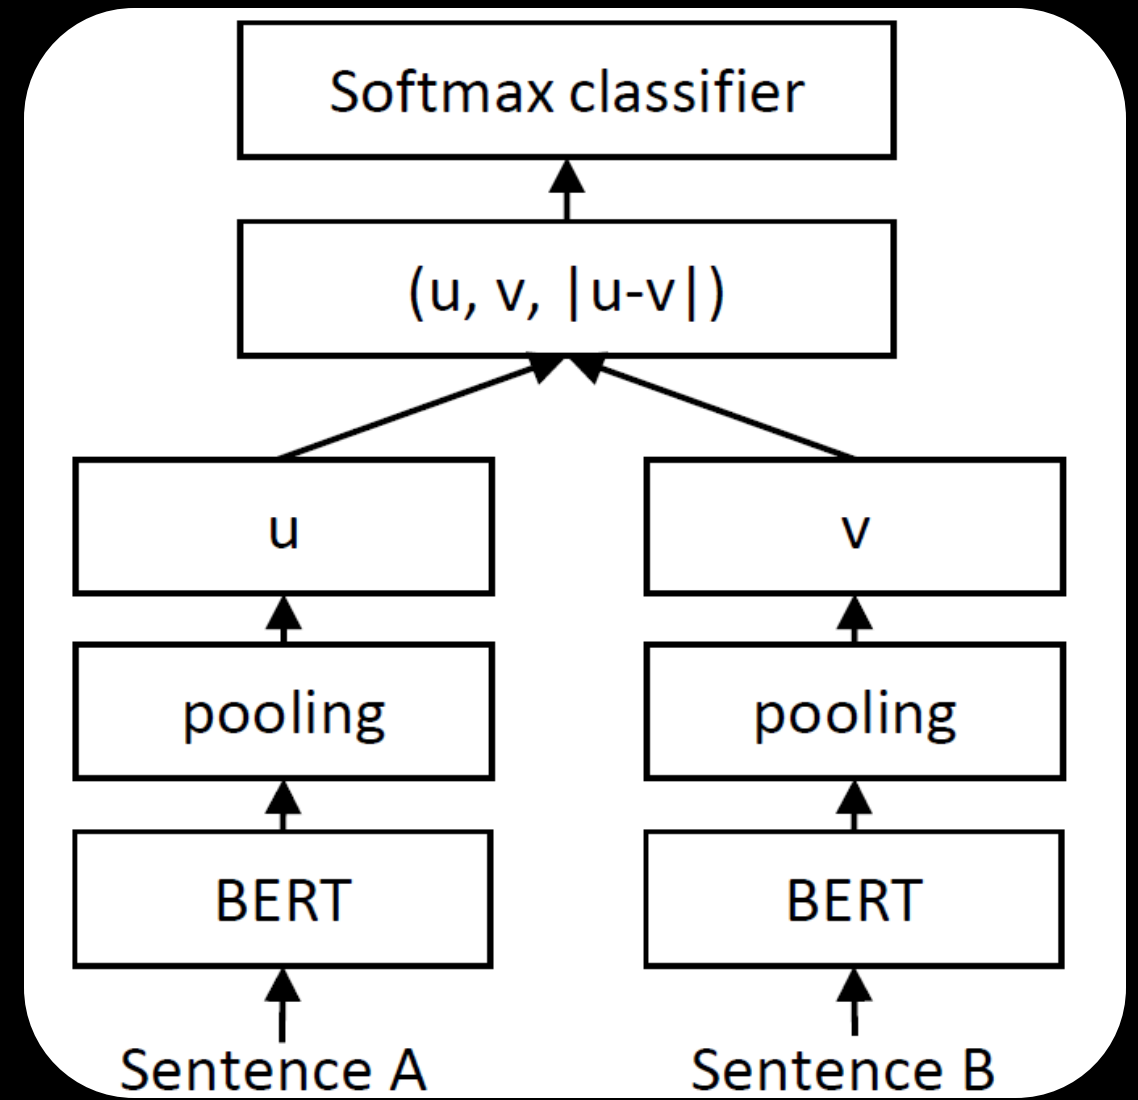 Softmax classifier
(u, v, |u-v|)
u
v
pooling
pooling
BERT
BERT
Sentence A
Sentence B